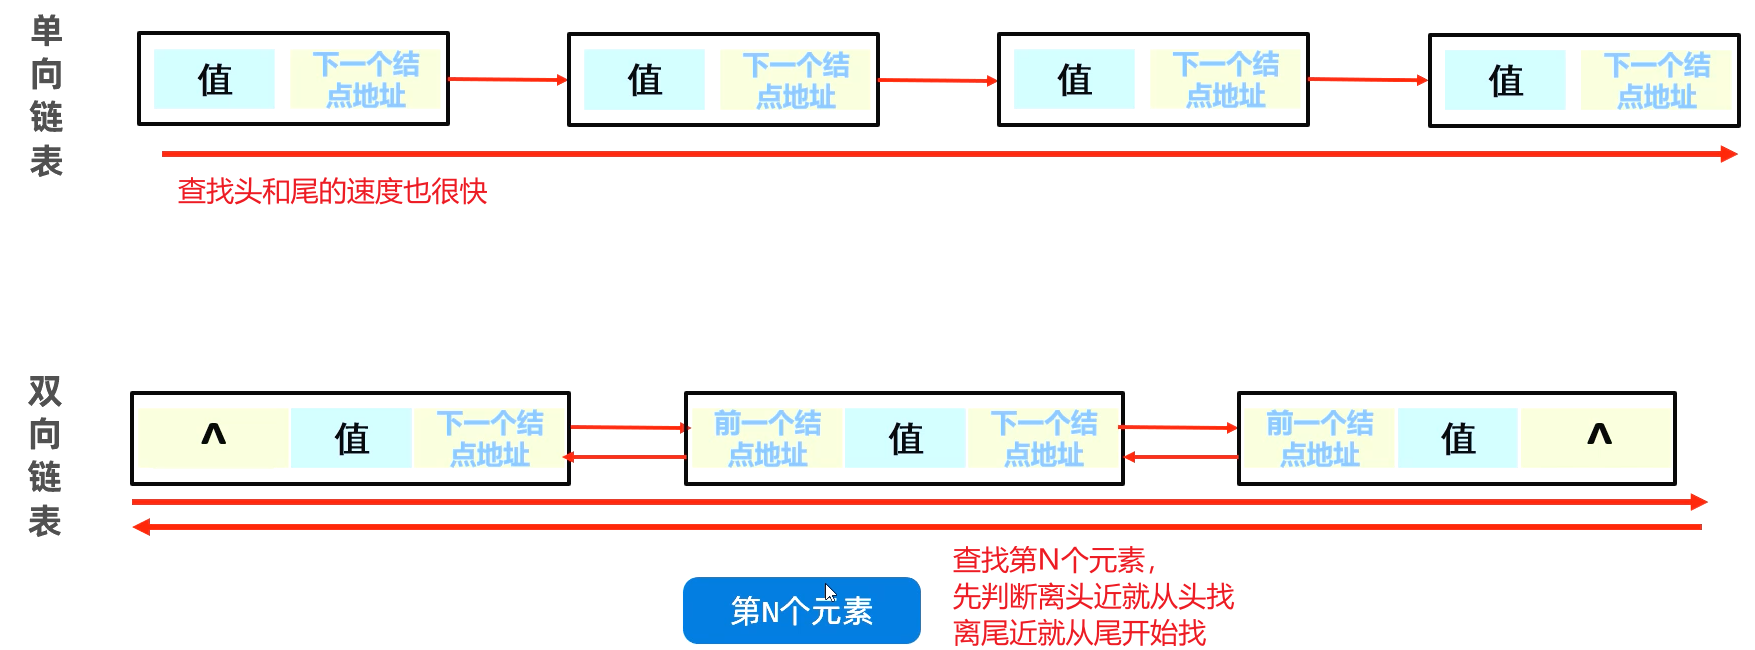 单向链表
值 下一个结点地址 值 下一个结点地址 值 下一个结点地址 值 下一个结点地址
查找头和尾的速度也很快
双向链表
^ 值 下一个结点地址 前一个结点地址 值 下一个结点地址 前一个结点地址 值 ^
查找第N个元素,
先判断离头近就从头找
离尾近就从尾开始找
第N个元素